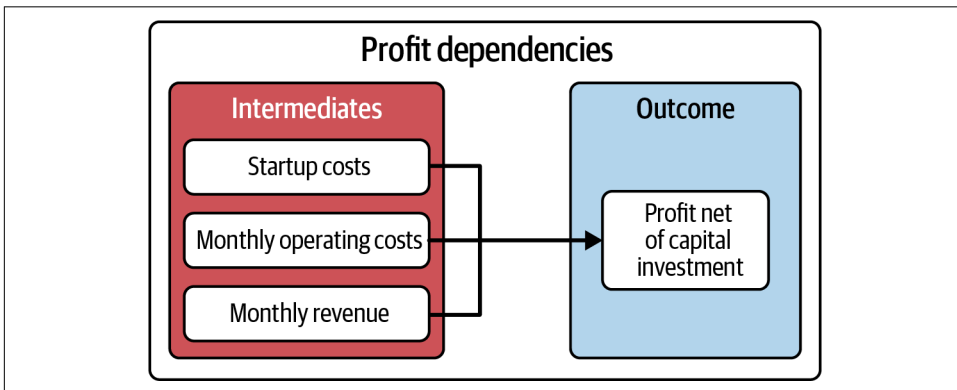 Profit dependencies
Intermediates
Startup costs
Monthly operating costs
Monthly revenue
Outcome
Profit net
of capital
investment